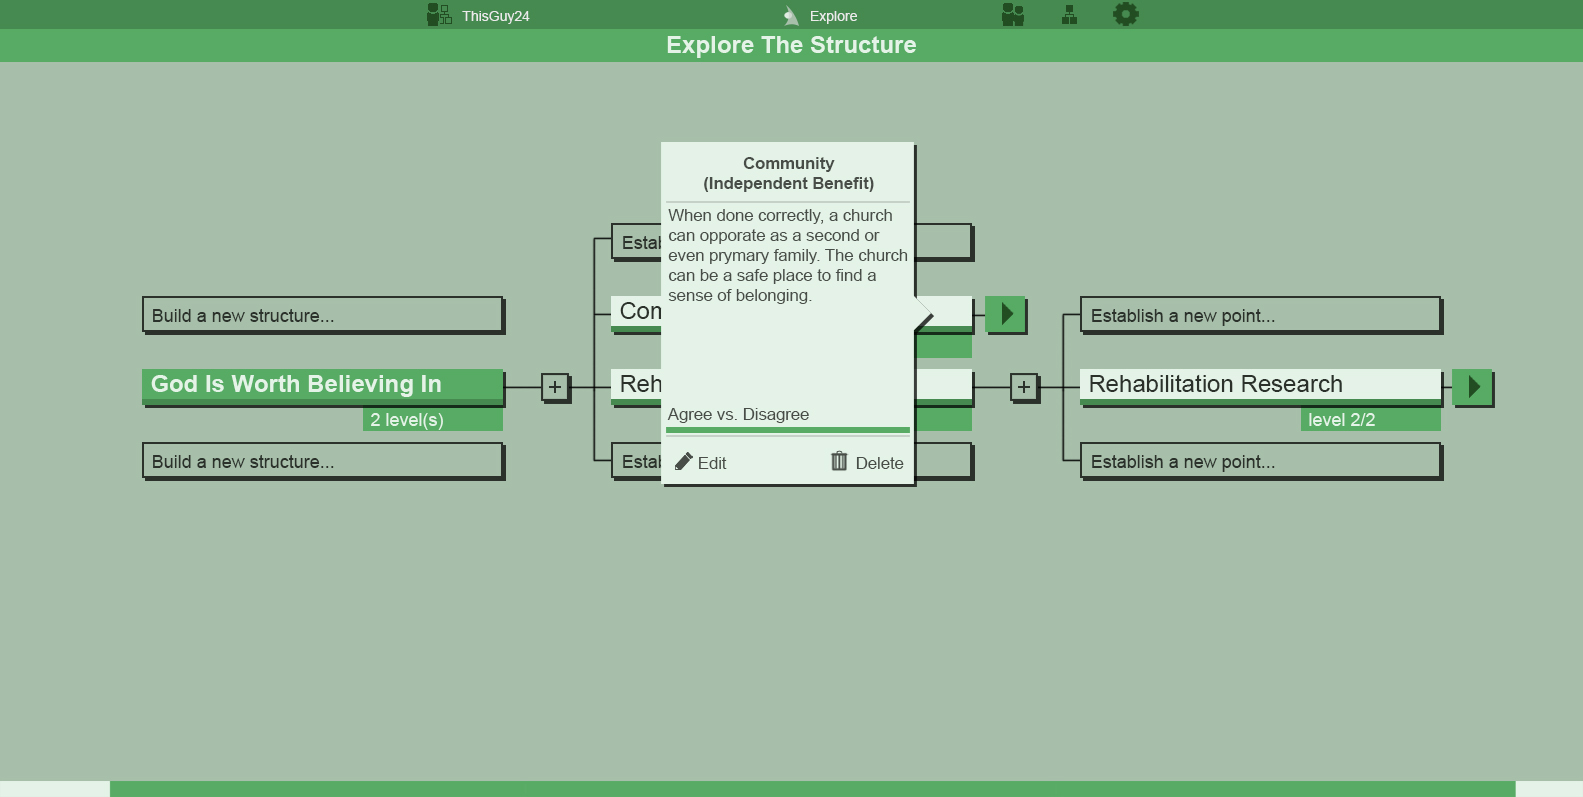 ThisGuy24
Explore
Explore The Structure
Community
(Independent Benefit)
When done correctly, a church
can opporate as a second or
even prymary family. The church
can be a safe place to find a
sense of belonging.
Agree vs. Disagree
Edit
Delete
Build a new structure...
God Is Worth Believing In
2 level(s)
Build a new structure...
Estab
Com
Reh
Estab
Establish a new point...
Rehabilitation Research
level 2/2
Establish a new point...